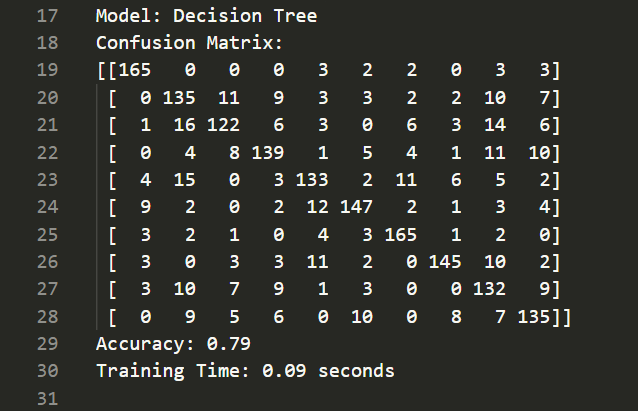 17 Model: Decision Tree
18 Confusion Matrix:
19 [[165   0   0   0   3   2   2   0   3   3]
20  [  0 135  11   9   3   3   2   2  10   7]
21  [  1  16 122   6   3   0   6   3  14   6]
22  [  0   4   8 139   1   5   4   1  11  10]
23  [  4  15   0   3 133   2  11   6   5   2]
24  [  9   2   0   2  12 147   2   1   3   4]
25  [  3   2   1   0   4   3 165   1   2   0]
26  [  3   0   3   3  11   2   0 145  10   2]
27  [  3  10   7   9   1   3   0   0 132   9]
28  [  0   9   5   6   0  10   0   8   7 135]]
29 Accuracy: 0.79
30 Training Time: 0.09 seconds
31